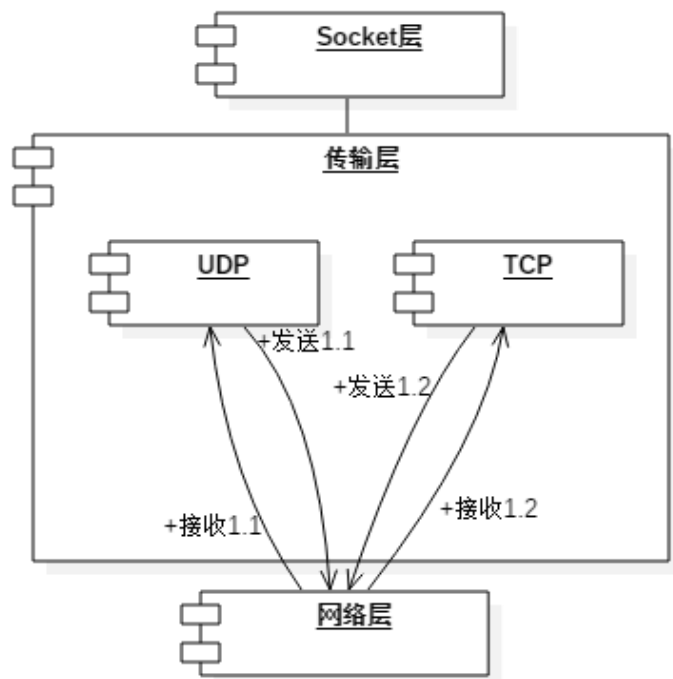 Socket层
传输层
UDP
TCP
+发送1.1
+发送1.2
+接收1.1
+接收1.2
网络层